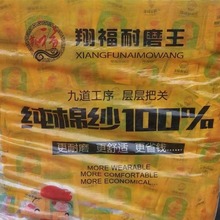 翔福耐磨王
XIANGFUNAIMOWANG
九道工序 层层把关
纯棉纱100%
更耐磨 更舒适 更省钱......
MORE WEARABLE
MORE COMFORTABLE
MORE ECONOMICAL